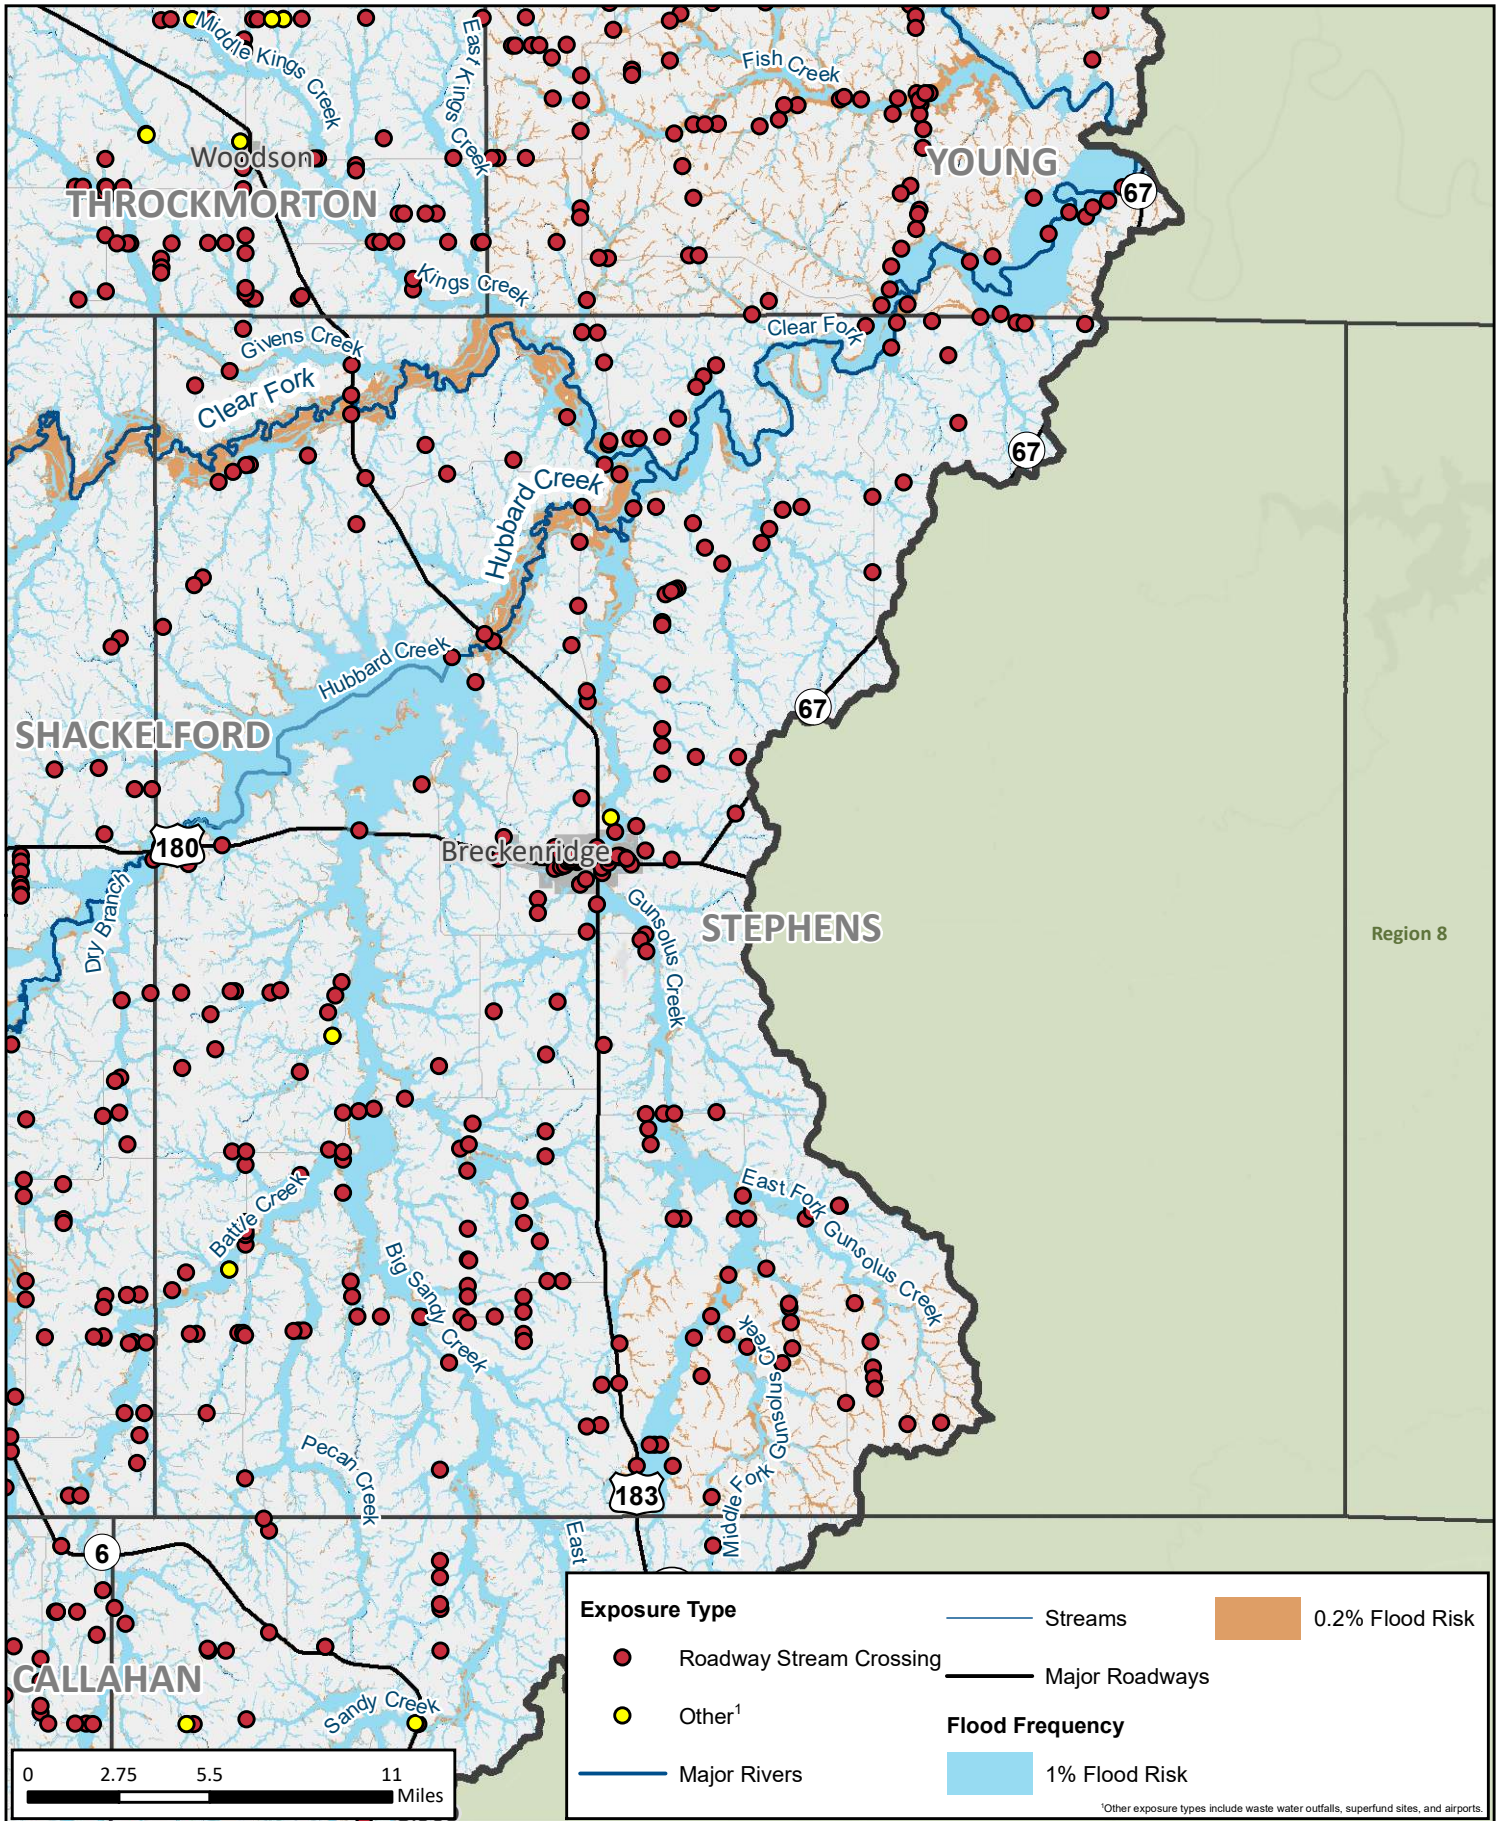 Middle Kings Creek
East Kings Creek
Fish Creek
Woodson
YOUNG
67
THROCKMORTON
Kings Creek
Givens Creek
Clear Fork
Clear Fork
67
Hubbard Creek
Hubbard Creek
67
SHACKELFORD
180
Breckenridge
Dry Branch
Gunsolus Creek
STEPHENS
Region 8
Battle Creek
East Fork Gunsolus Creek
Big Sandy Creek
Middle Fork Gunsolus Creek
Pecan Creek
183
East
6
CALLAHAN
Sandy Creek
Exposure Type
Roadway Stream Crossing
Other1
Major Rivers
Streams
Major Roadways
Flood Frequency
1% Flood Risk
0.2% Flood Risk
1Other exposure types include waste water outfalls, superfund sites, and airports.
0 2.75 5.5 11
Miles